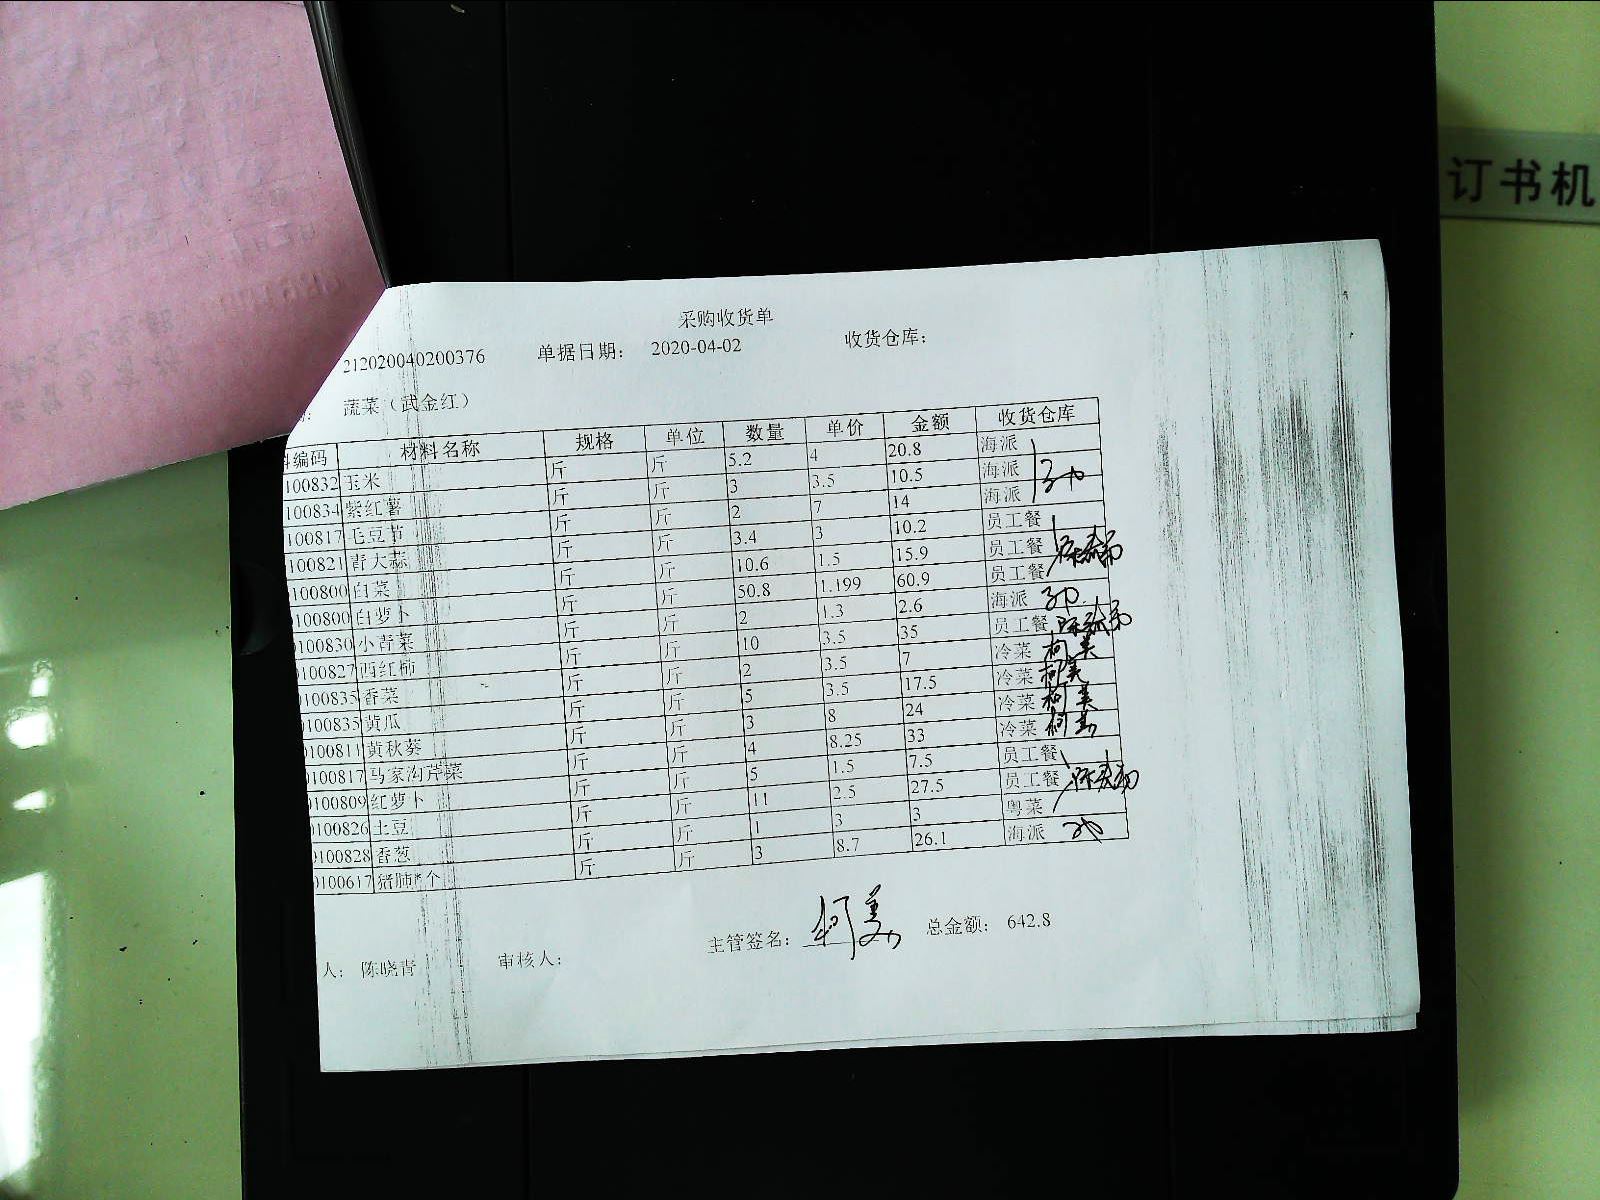 订书机
采购收货单
212020040200376 单据日期： 2020-04-02 收货仓库：
蔬菜（武金红）
编码 材料名称 规格 单位 数量 单价 金额 收货仓库
100832 玉米 斤 斤 5.2 4 20.8 海派
100834 紫红薯 斤 斤 3 3.5 10.5 海派
100817 毛豆节 斤 斤 2 7 14 海派
100821 青大蒜 斤 斤 3.4 3 10.2 员工餐
100800 白菜 斤 斤 10.6 1.5 15.9 员工餐
100800 白萝卜 斤 斤 50.8 1.199 60.9 员工餐
100830 小青菜 斤 斤 2 1.3 2.6 海派
100827 西红柿 斤 斤 10 3.5 35 员工餐
100835 香菜 斤 斤 2 3.5 7 冷菜
100835 黄瓜 斤 斤 5 3.5 17.5 冷菜
100811 黄秋葵 斤 斤 3 8 24 冷菜
100817 马家沟芹菜 斤 斤 4 8.25 33 冷菜
100809 红萝卜 斤 斤 5 1.5 7.5 员工餐
100826 土豆 斤 斤 11 2.5 27.5 员工餐
100828 香葱 斤 斤 1 3 3 粤菜
100617 猪肺*个 斤 斤 3 8.7 26.1 海派
人： 陈晓青 审核人： 主管签名： 总金额： 642.8